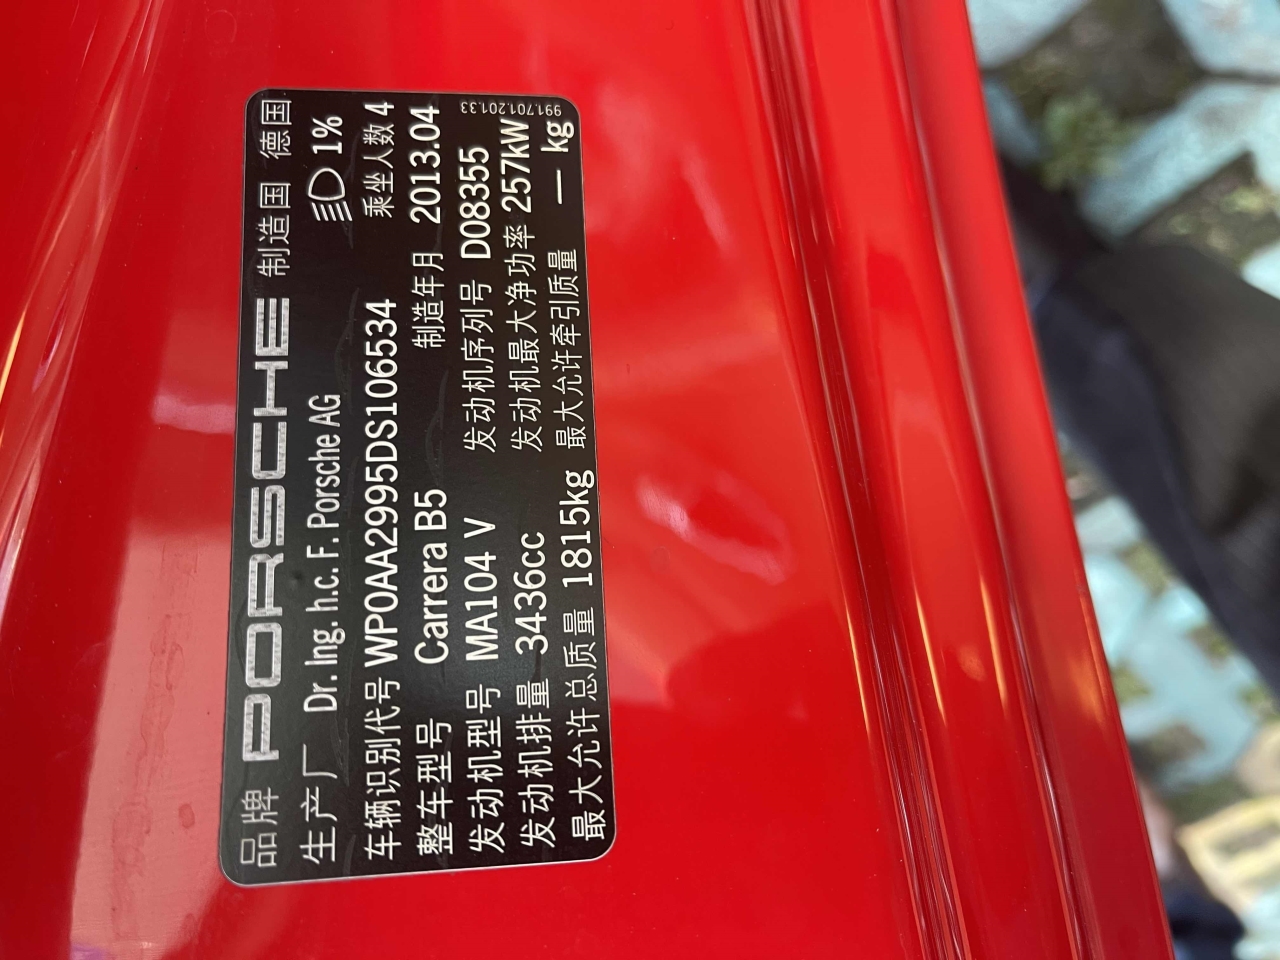 品牌 PORSCHE 制造国 德国
生产厂 Dr. Ing. h.c. F. Porsche AG 1%
车辆识别代号 WP0AA2995DS106534 乘坐人数 4
整车型号 Carrera B5 制造年月 2013.04
发动机型号 MA104 V 发动机序列号 D08355
发动机排量 3436cc 发动机最大净功率 257kW
最大允许总质量 1815kg 最大允许牵引质量 — kg
991.701.201.33